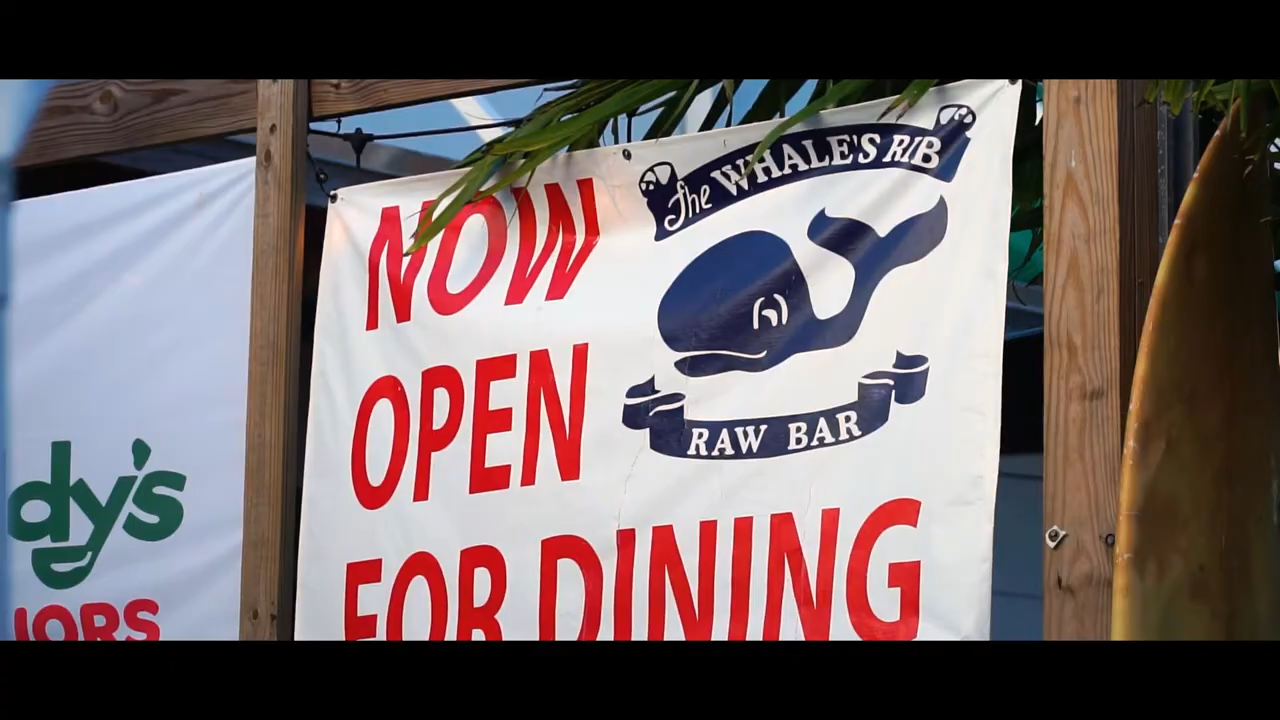 The WHALE'S RIB
NOW
OPEN
RAW BAR
FOR DINING
dy's
IORS